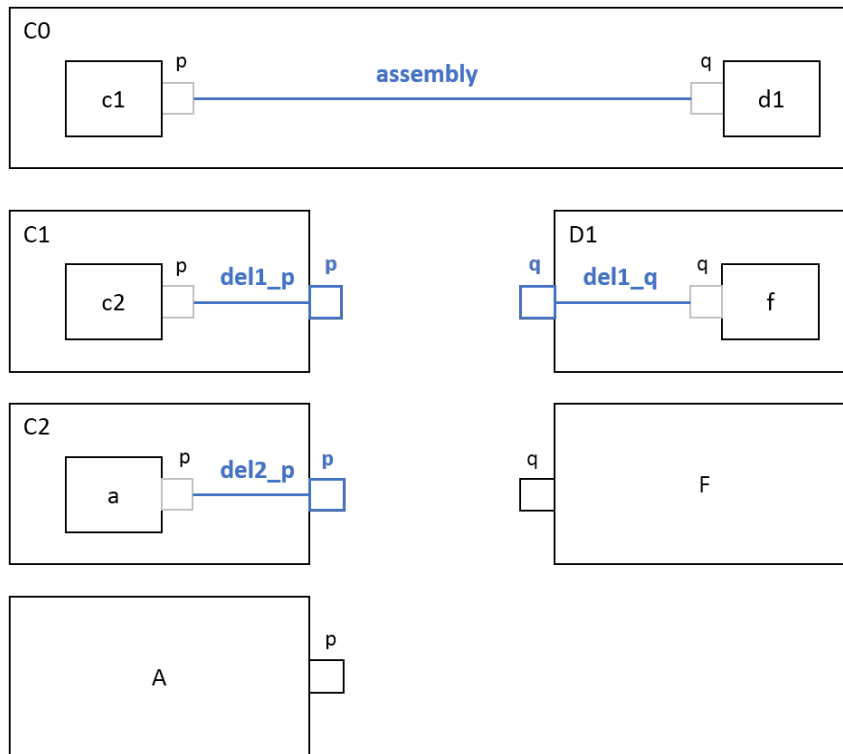 C0
p
assembly
q
c1
d1
C1
p
del1_p
p
c2
D1
q
del1_q
q
f
C2
p
del2_p
p
a
q
F
p
A